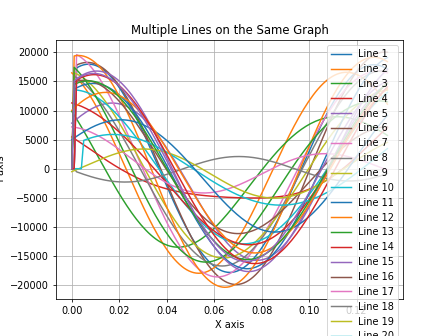 Multiple Lines on the Same Graph
20000
15000
10000
5000
0
−5000
−10000
−15000
−20000
0.00 0.02 0.04 0.06 0.08 0.10
X axis
Line 1
Line 2
Line 3
Line 4
Line 5
Line 6
Line 7
Line 8
Line 9
Line 10
Line 11
Line 12
Line 13
Line 14
Line 15
Line 16
Line 17
Line 18
Line 19
Line 20